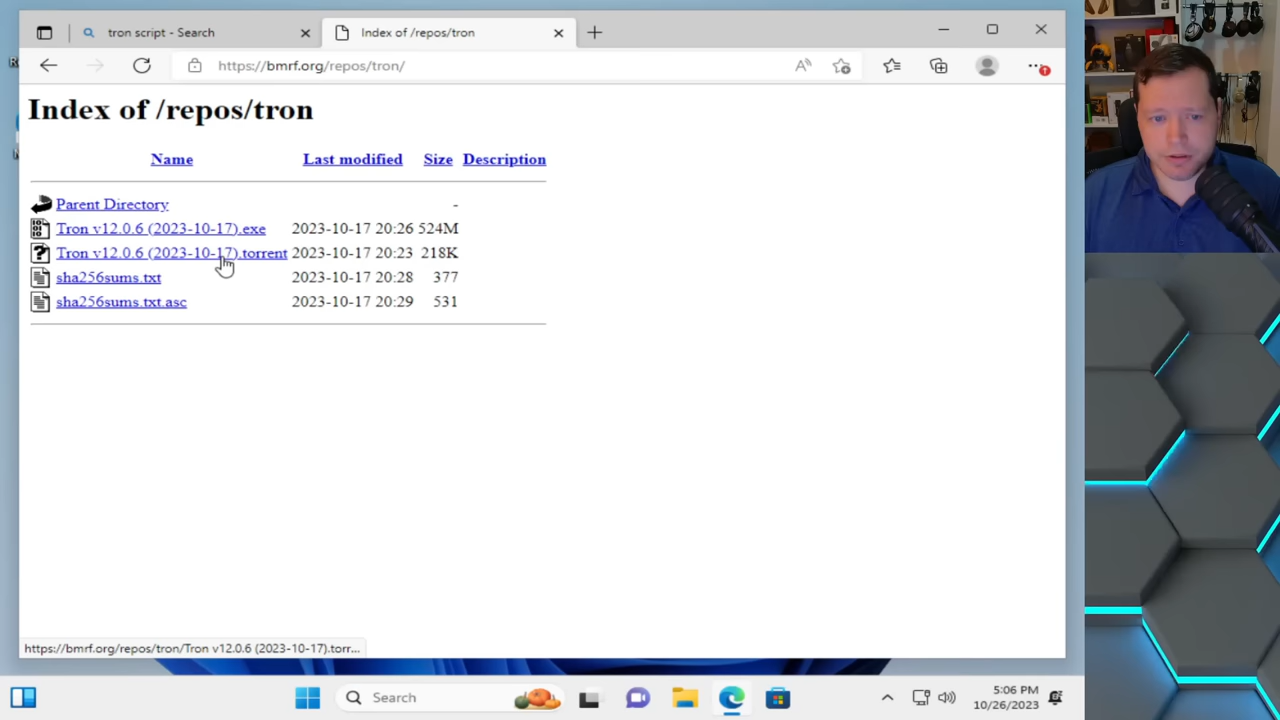 tron script - Search
Index of /repos/tron
https://bmrf.org/repos/tron/
Index of /repos/tron
Name Last modified Size Description
Parent Directory -
Tron v12.0.6 (2023-10-17).exe 2023-10-17 20:26 524M
Tron v12.0.6 (2023-10-17).torrent 2023-10-17 20:23 218K
sha256sums.txt 2023-10-17 20:28 377
sha256sums.txt.asc 2023-10-17 20:29 531
https://bmrf.org/repos/tron/Tron v12.0.6 (2023-10-17).torr...
Search
5:06 PM
10/26/2023